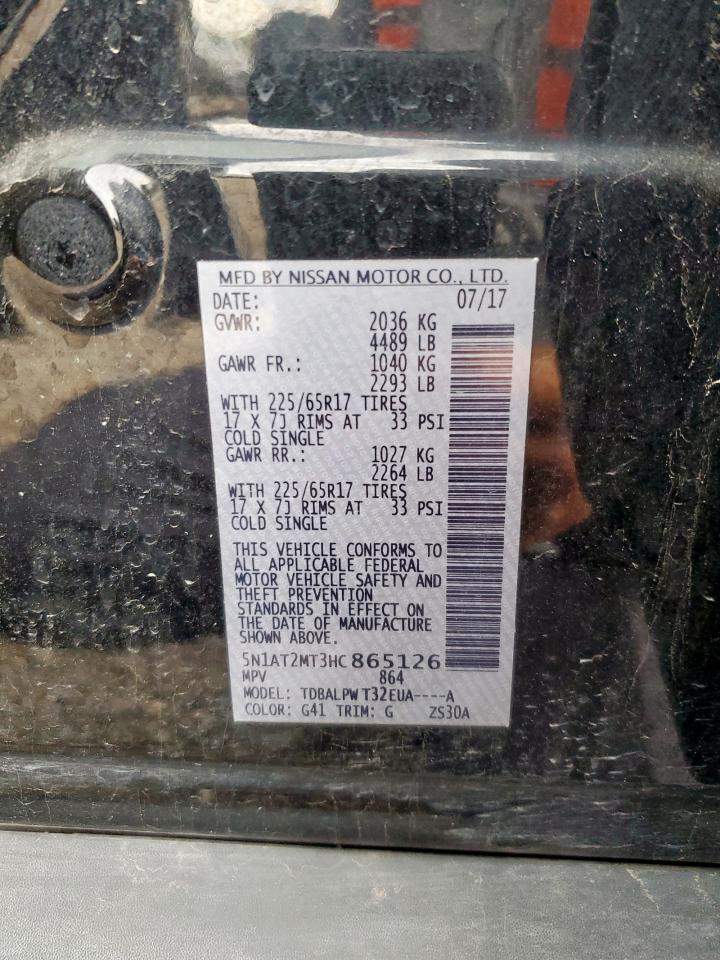 MFD BY NISSAN MOTOR CO., LTD.
DATE: 07/17
GVWR: 2036 KG
4489 LB
GAWR FR.: 1040 KG
2293 LB
WITH 225/65R17 TIRES
17 X 7J RIMS AT 33 PSI
COLD SINGLE
GAWR RR.: 1027 KG
2264 LB
WITH 225/65R17 TIRES
17 X 7J RIMS AT 33 PSI
COLD SINGLE
THIS VEHICLE CONFORMS TO
ALL APPLICABLE FEDERAL
MOTOR VEHICLE SAFETY AND
THEFT PREVENTION
STANDARDS IN EFFECT ON
THE DATE OF MANUFACTURE
SHOWN ABOVE.
5N1AT2MT3HC865126
MPV 864
MODEL: TDBALPW T32EUA----A
COLOR: G41 TRIM: G ZS30A